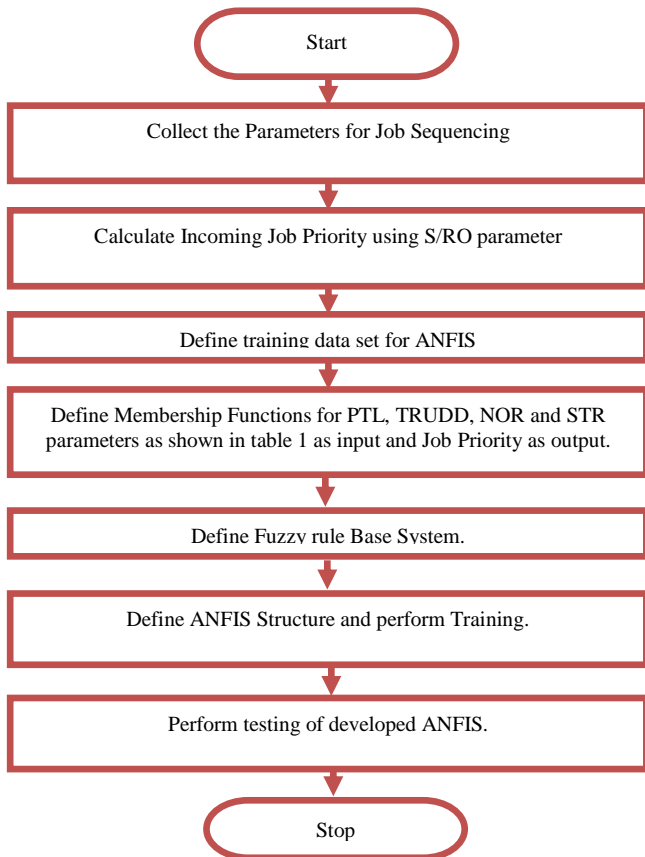 Start
Collect the Parameters for Job Sequencing
Calculate Incoming Job Priority using S/RO parameter
Define training data set for ANFIS
Define Membership Functions for PTL, TRUDD, NOR and STR
parameters as shown in table 1 as input and Job Priority as output.
Define Fuzzy rule Base System.
Define ANFIS Structure and perform Training.
Perform testing of developed ANFIS.
Stop